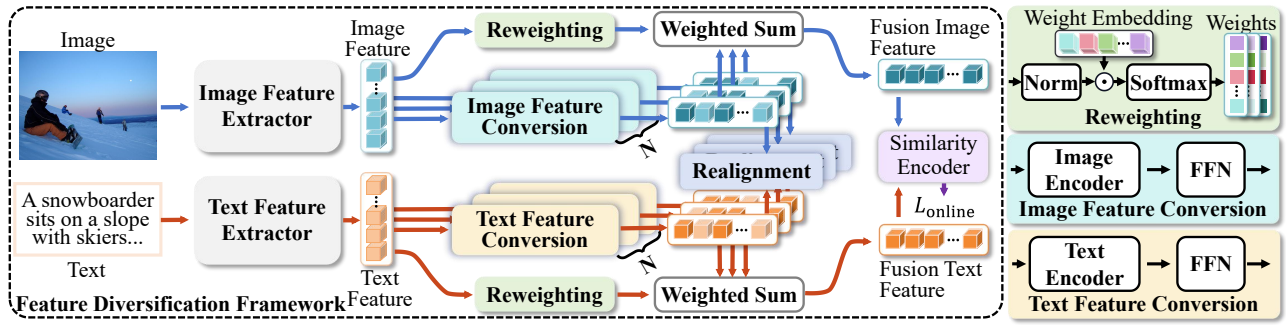 Image
Image Feature
Extractor
Image
Feature
Reweighting
Weighted Sum
Fusion Image
Feature
Image Feature
Conversion
N
Realignment
Similarity
Encoder
L_online
A snowboarder
sits on a slope
with skiers...
Text
Text Feature
Extractor
Text
Feature
Text Feature
Conversion
N
Reweighting
Weighted Sum
Fusion Text
Feature
Feature Diversification Framework
Weight Embedding
Weights
Norm
Softmax
Reweighting
Image
Encoder
FFN
Image Feature Conversion
Text
Encoder
FFN
Text Feature Conversion